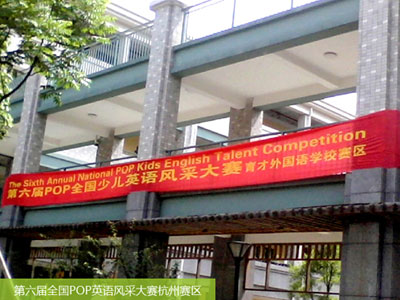 The Sixth Annual National POP Kids English Talent Competition
第六届POP全国少儿英语风采大赛 育才外国语学校赛区
第六届全国POP英语风采大赛杭州赛区